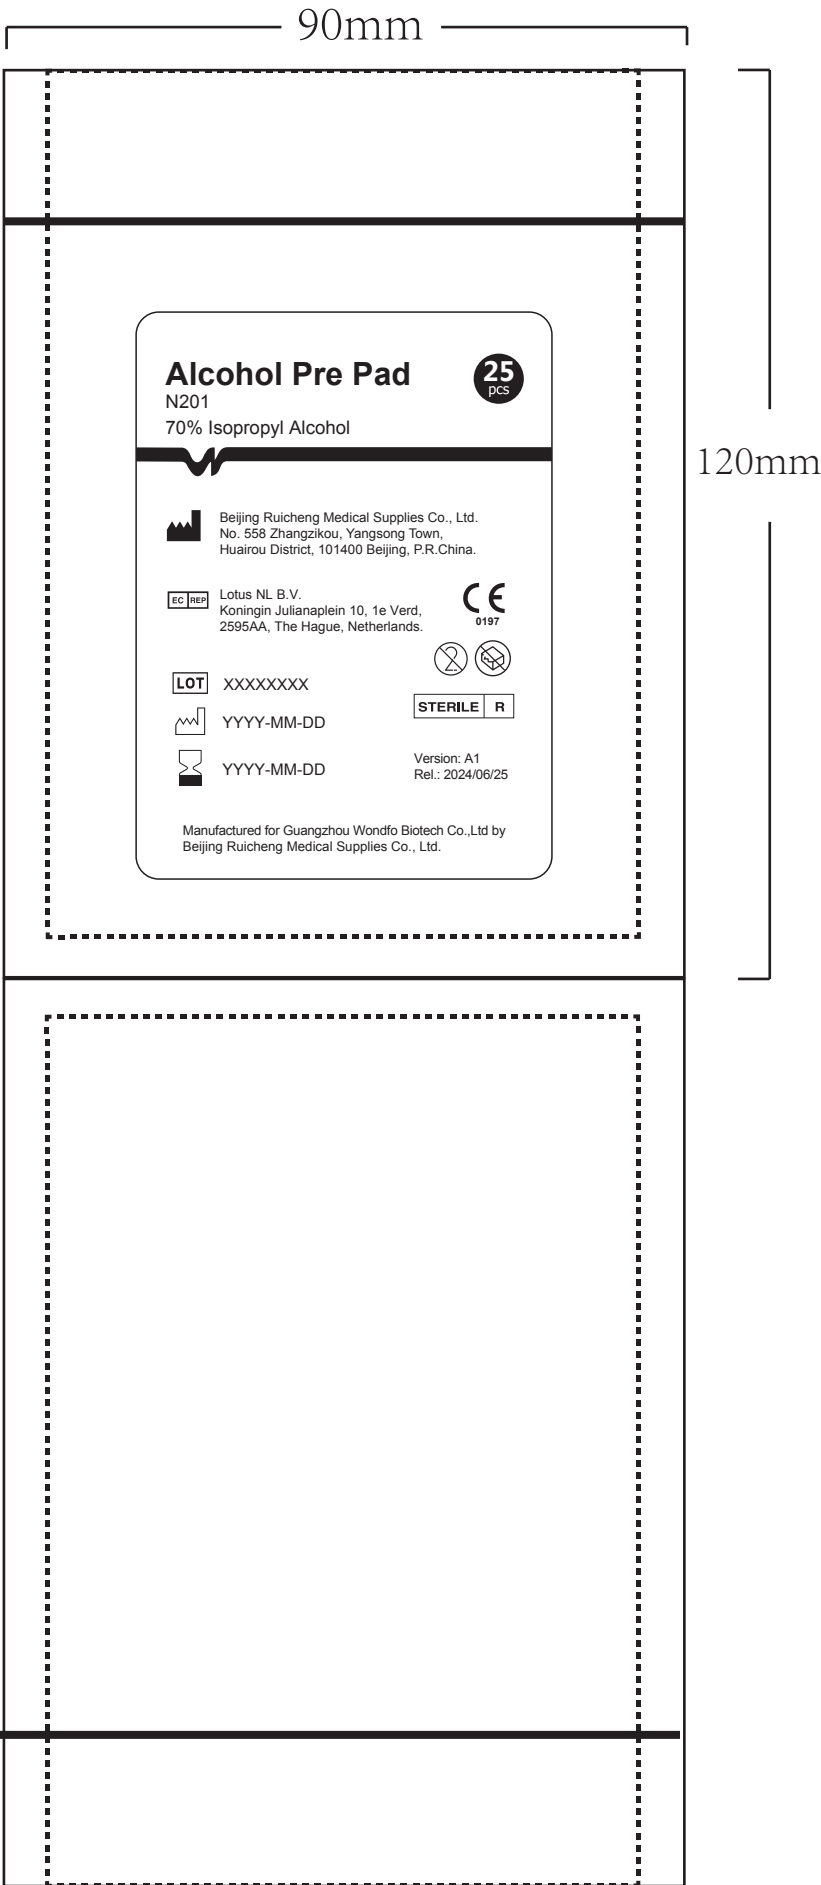 90mm
120mm
Alcohol Pre Pad
25
pcs
N201
70% Isopropyl Alcohol
Beijing Ruicheng Medical Supplies Co., Ltd.
No. 558 Zhangzikou, Yangsong Town,
Huairou District, 101400 Beijing, P.R.China.
EC REP
Lotus NL B.V.
Koningin Julianaplein 10, 1e Verd,
2595AA, The Hague, Netherlands.
CE
0197
2
LOT XXXXXXXX
STERILE R
YYYY-MM-DD
YYYY-MM-DD
Version: A1
Rel.: 2024/06/25
Manufactured for Guangzhou Wondfo Biotech Co.,Ltd by
Beijing Ruicheng Medical Supplies Co., Ltd.